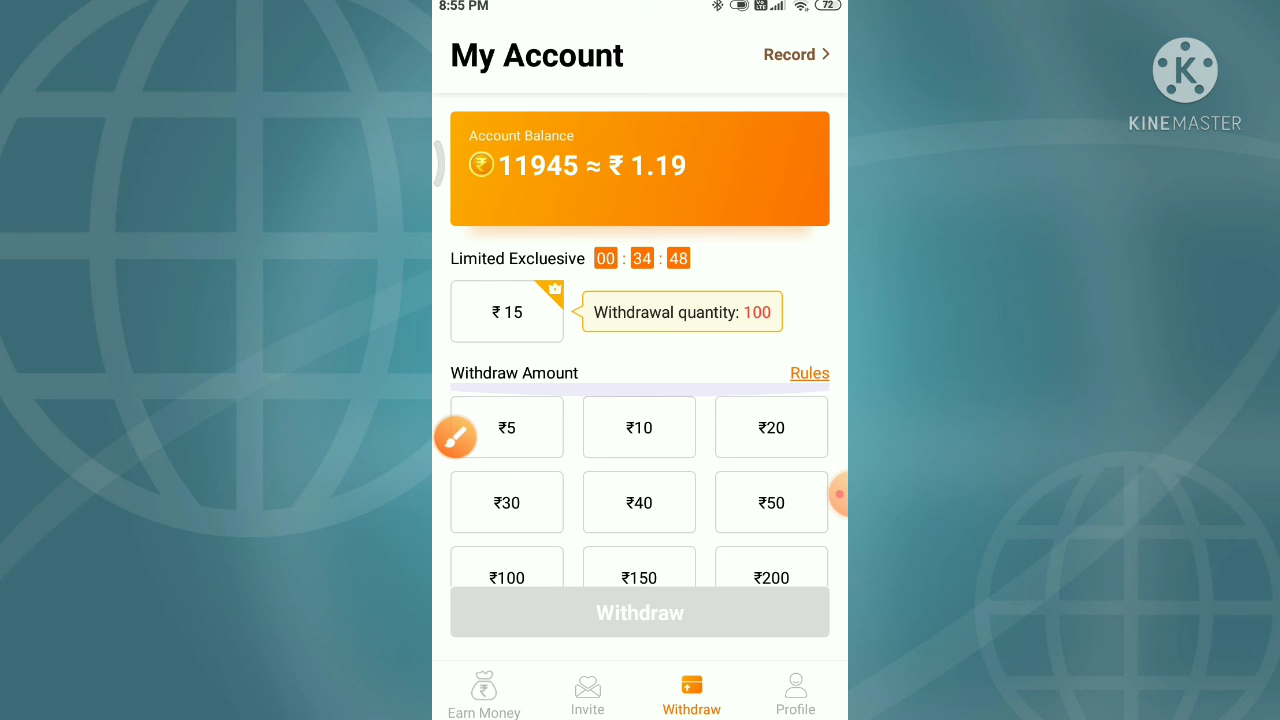 8:55 PM 72
My Account
Record >
Account Balance
11945 ≈ ₹ 1.19
Limited Excluesive 00 : 34 : 48
₹ 15
Withdrawal quantity: 100
Withdraw Amount
Rules
₹5 ₹10 ₹20
₹30 ₹40 ₹50
₹100 ₹150 ₹200
Withdraw
Earn Money Invite Withdraw Profile
K
KINEMASTER